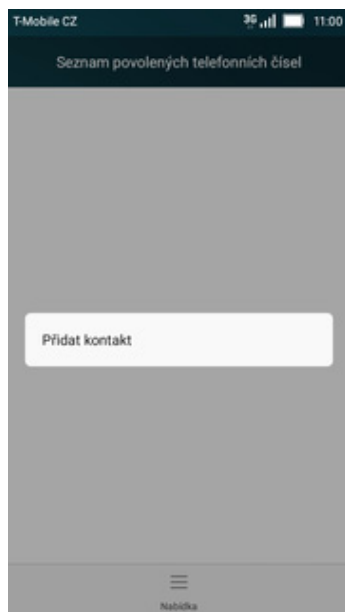 T-Mobile CZ 3G 11:00
Seznam povolených telefonních čísel
Přidat kontakt
Nabídka